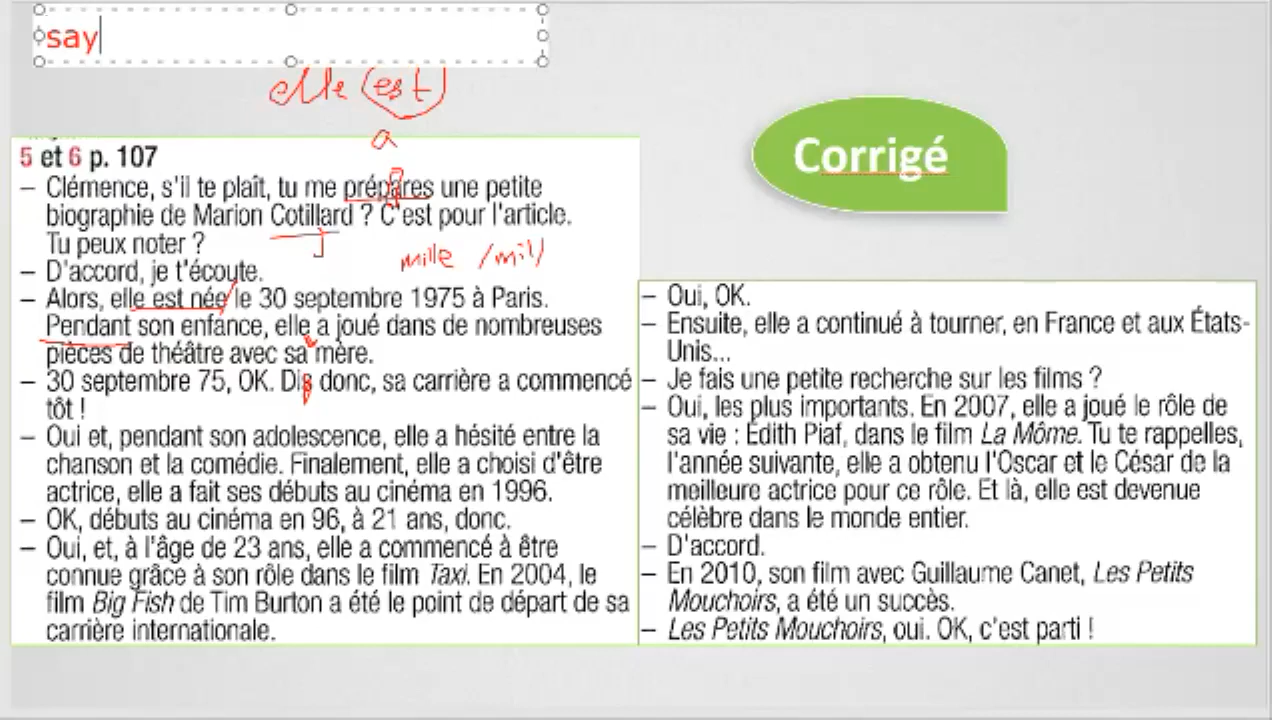 say
elle est
a
Corrigé
5 et 6 p. 107
– Clémence, s'il te plaît, tu me prépares une petite
biographie de Marion Cotillard ? C'est pour l'article.
Tu peux noter ?
mille /mil/
– D'accord, je t'écoute.
– Alors, elle est née le 30 septembre 1975 à Paris.
Pendant son enfance, elle a joué dans de nombreuses
pièces de théâtre avec sa mère.
– 30 septembre 75, OK. Dis donc, sa carrière a commencé
tôt !
– Oui et, pendant son adolescence, elle a hésité entre la
chanson et la comédie. Finalement, elle a choisi d'être
actrice, elle a fait ses débuts au cinéma en 1996.
– OK, débuts au cinéma en 96, à 21 ans, donc.
– Oui, et, à l'âge de 23 ans, elle a commencé à être
connue grâce à son rôle dans le film Taxi. En 2004, le
film Big Fish de Tim Burton a été le point de départ de sa
carrière internationale.
– Oui, OK.
– Ensuite, elle a continué à tourner, en France et aux États-
Unis...
– Je fais une petite recherche sur les films ?
– Oui, les plus importants. En 2007, elle a joué le rôle de
sa vie : Édith Piaf, dans le film La Môme. Tu te rappelles,
l'année suivante, elle a obtenu l'Oscar et le César de la
meilleure actrice pour ce rôle. Et là, elle est devenue
célèbre dans le monde entier.
– D'accord.
– En 2010, son film avec Guillaume Canet, Les Petits
Mouchoirs, a été un succès.
– Les Petits Mouchoirs, oui. OK, c'est parti !